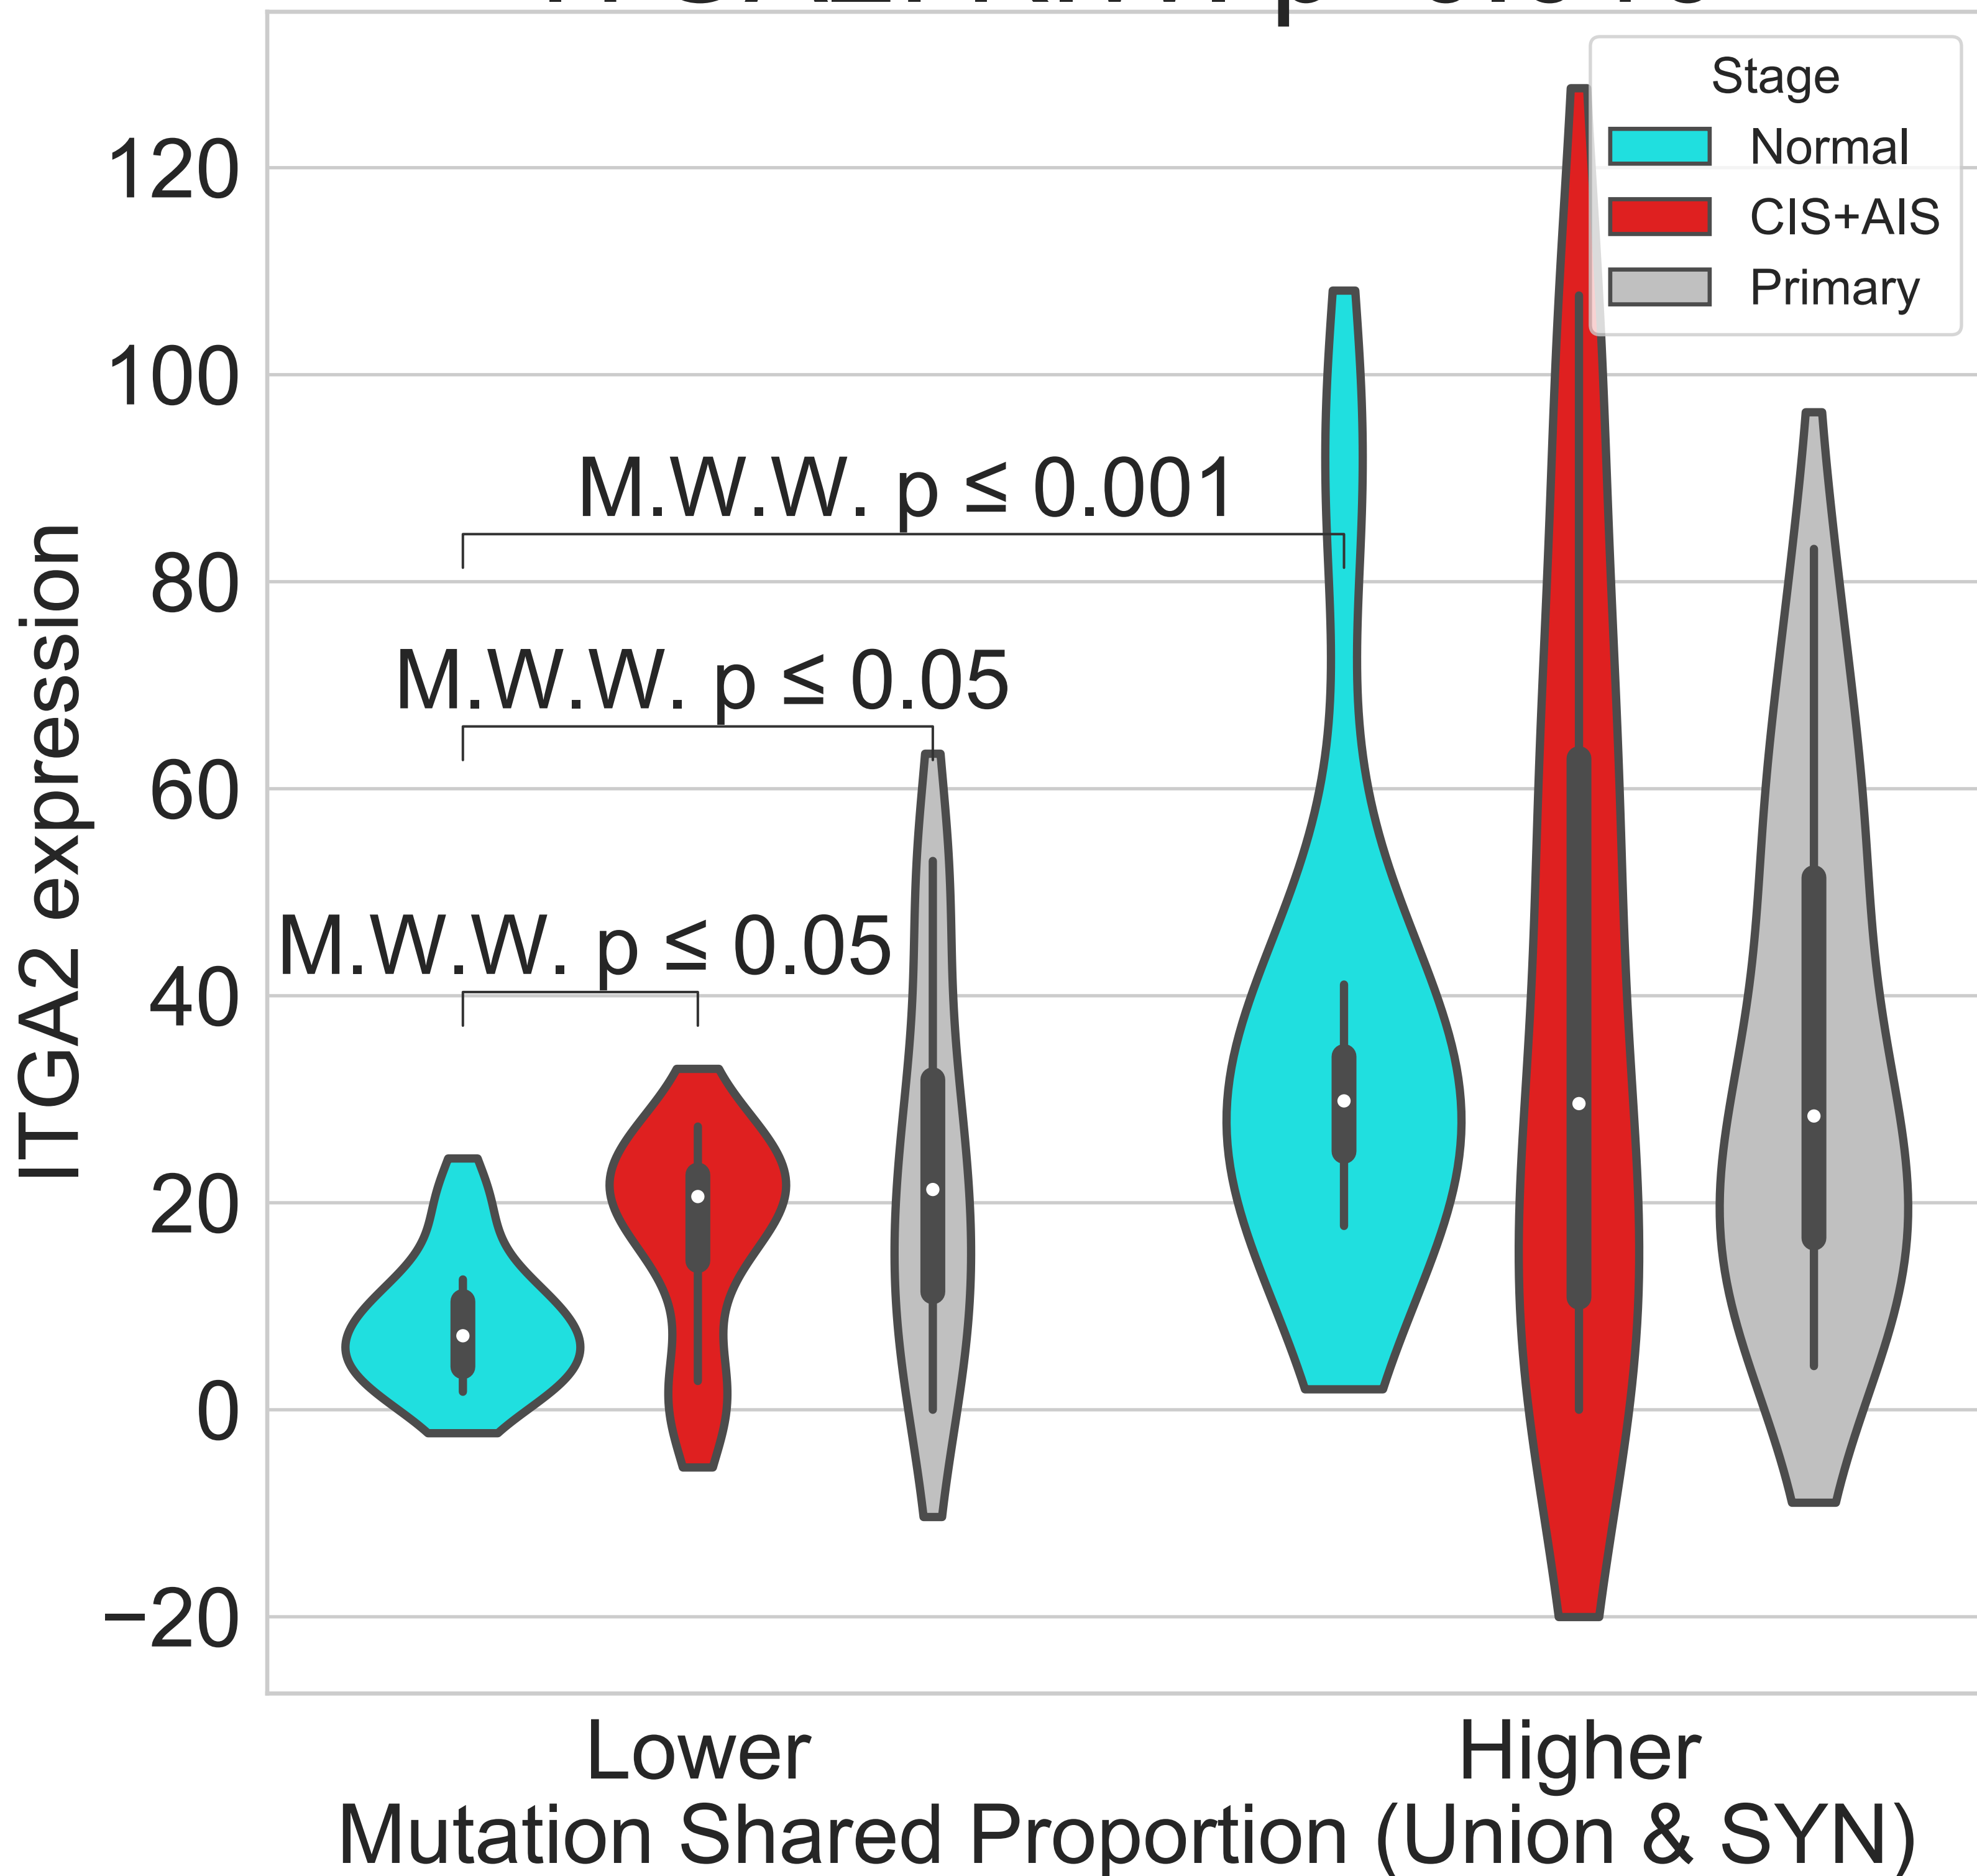 Stage
Normal
CIS+AIS
Primary
120
100
80
60
40
20
0
−20
ITGA2 expression
M.W.W. p ≤ 0.001
M.W.W. p ≤ 0.05
M.W.W. p ≤ 0.05
Lower
Higher
Mutation Shared Proportion (Union & SYN)